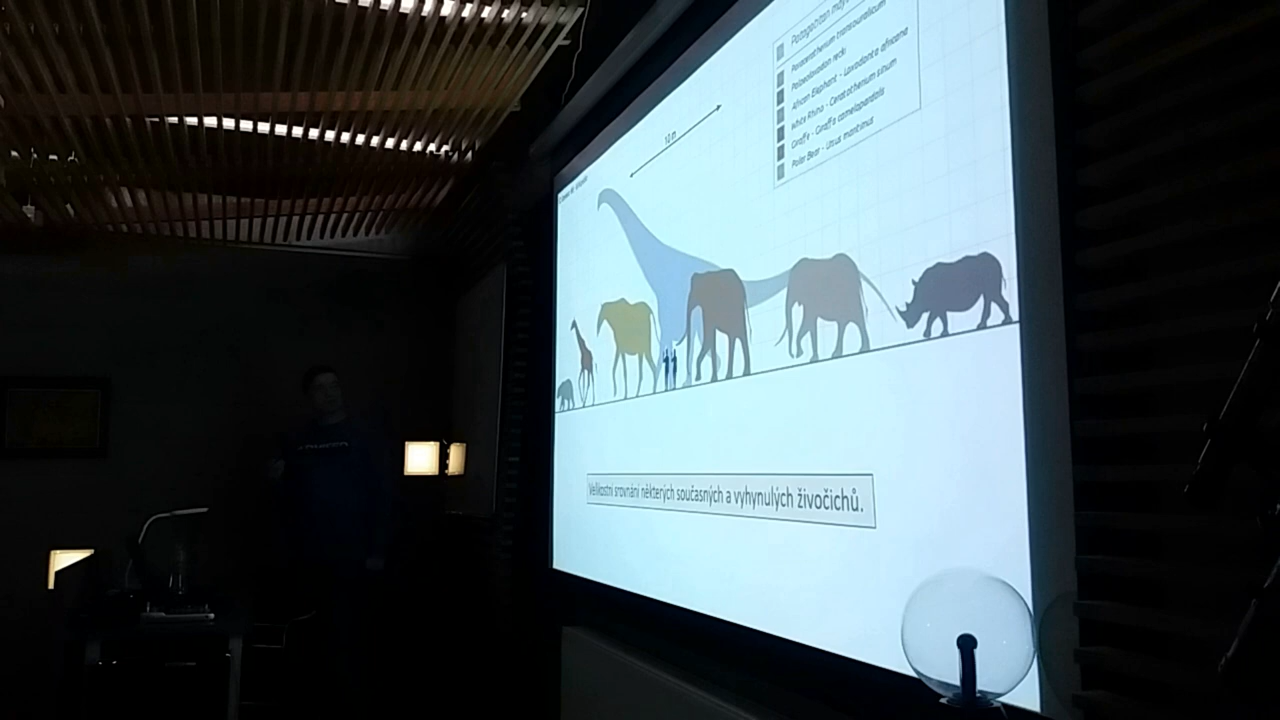 Patagotitan
Paraceratherium transouralicum
Palaeoloxodon recki
African Elephant - Loxodonta africana
White Rhino - Ceratotherium simum
Giraffe - Giraffa camelopardalis
Polar Bear - Ursus maritimus
10 m
Velikostní srovnání některých současných a vyhynulých živočichů.